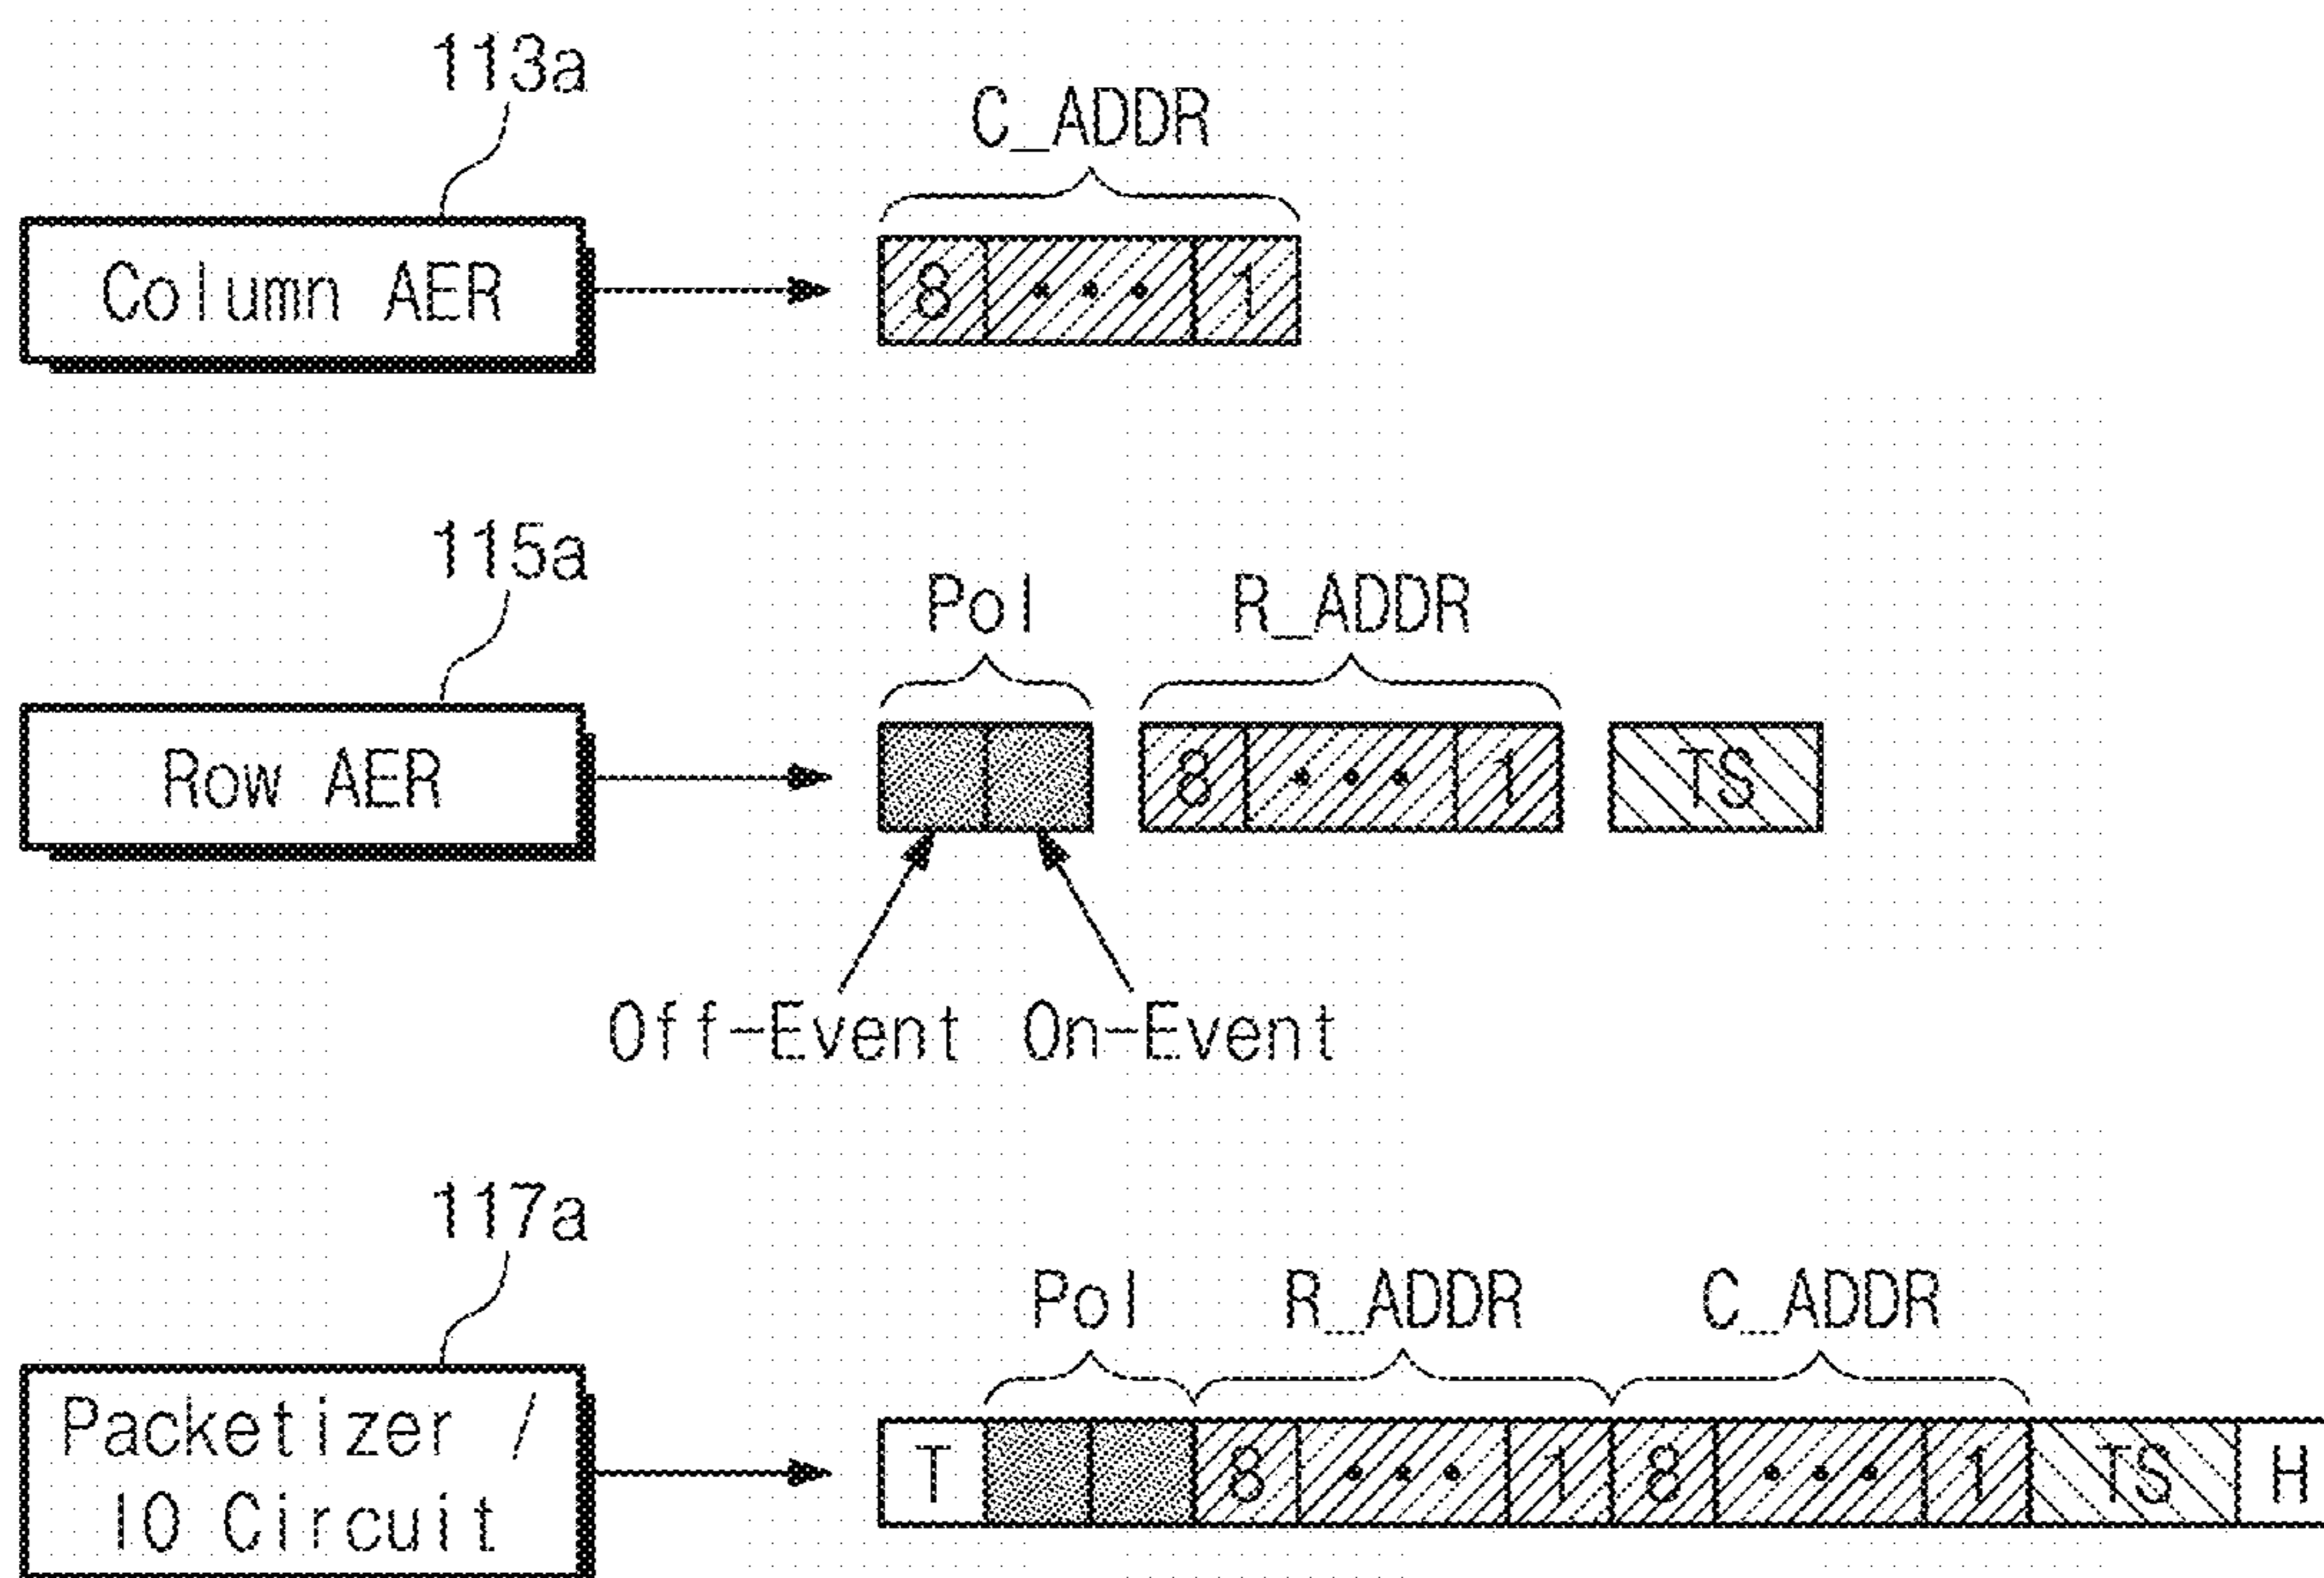 113a
C_ADDR
Column AER
8 • • • 1
115a
Pol R_ADDR
Row AER
8 • • • 1 TS
Off-Event On-Event
117a
Pol R_ADDR C_ADDR
Packetizer /
IO Circuit
T 8 • • • 1 8 • • • 1 TS H